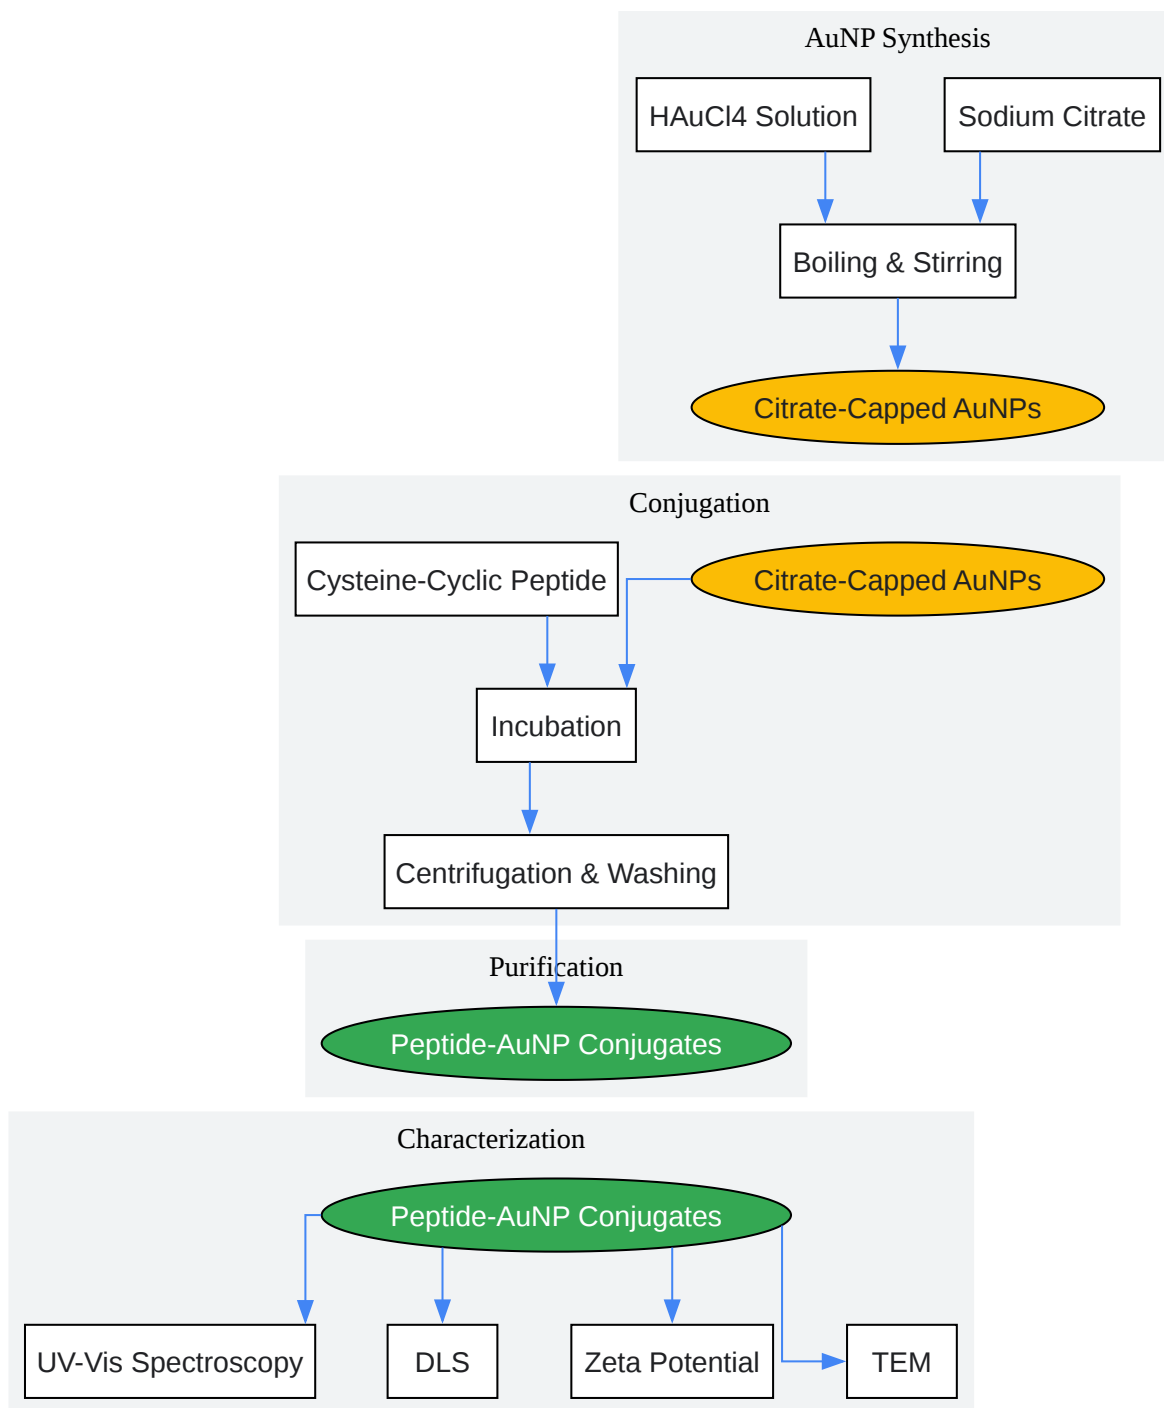 AuNP Synthesis
HAuCl4 Solution
Sodium Citrate
Boiling & Stirring
Citrate-Capped AuNPs
Conjugation
Cysteine-Cyclic Peptide
Citrate-Capped AuNPs
Incubation
Centrifugation & Washing
Purification
Peptide-AuNP Conjugates
Characterization
Peptide-AuNP Conjugates
UV-Vis Spectroscopy
DLS
Zeta Potential
TEM